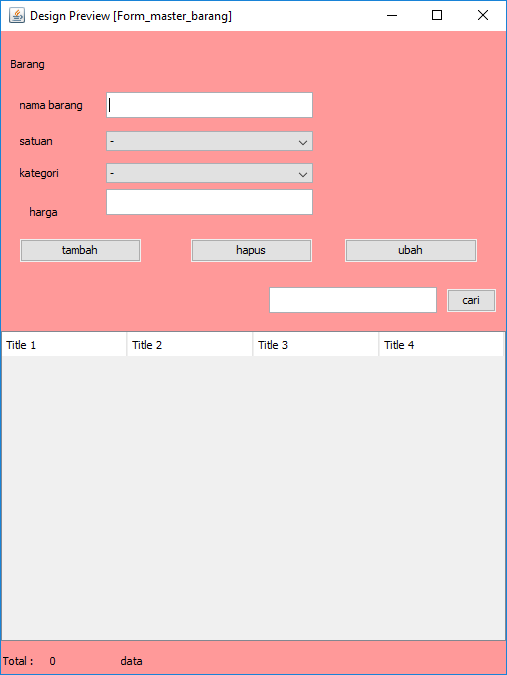 Design Preview [Form_master_barang]
Barang
nama barang
satuan -
kategori -
harga
tambah hapus ubah
cari
Title 1 Title 2 Title 3 Title 4
Total : 0 data